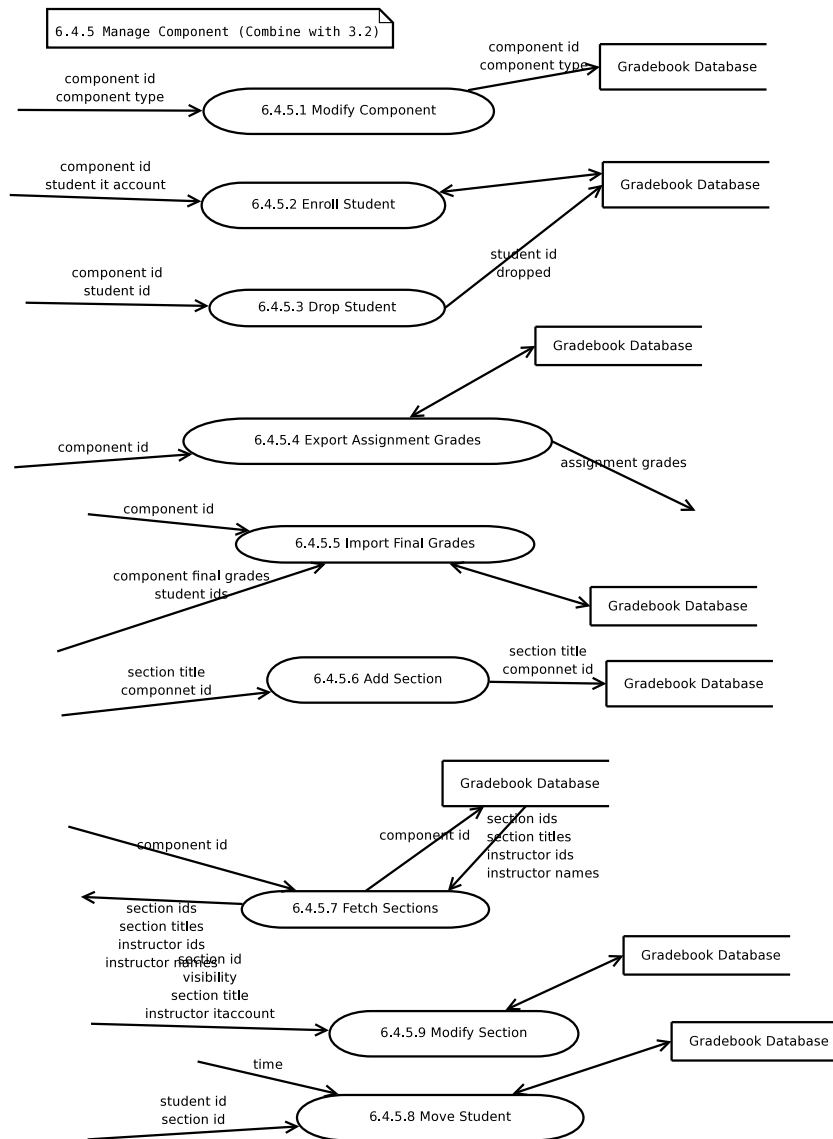 6.4.5 Manage Component (Combine with 3.2)
component id
component type
Gradebook Database
component id
component type
6.4.5.1 Modify Component
component id
student it account
Gradebook Database
6.4.5.2 Enroll Student
student id
dropped
component id
student id
6.4.5.3 Drop Student
Gradebook Database
6.4.5.4 Export Assignment Grades
component id
assignment grades
component id
6.4.5.5 Import Final Grades
component final grades
student ids
Gradebook Database
section title
componnet id
6.4.5.6 Add Section
section title
componnet id
Gradebook Database
Gradebook Database
component id
component id
section ids
section titles
instructor ids
instructor names
6.4.5.7 Fetch Sections
section ids
section titles
instructor ids
instructor names
section id
visibility
section title
instructor itaccount
Gradebook Database
6.4.5.9 Modify Section
Gradebook Database
time
student id
section id
6.4.5.8 Move Student